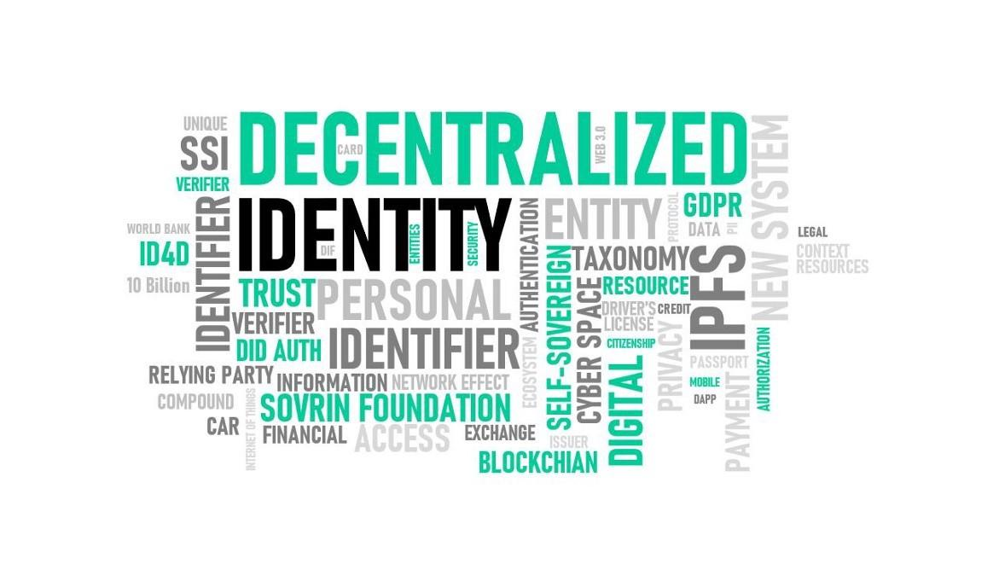 UNIQUE
SSI
VERIFIER
DECENTRALIZED
CARD
WEB 3.0
NEW SYSTEM
IDENTIFIER
WORLD BANK
ID4D
10 Billion
IDENTITY
DIF
ENTITIES
SECURITY
AUTHENTICATION
ENTITY
PROTOCOL
GDPR
DATA
PII
LEGAL
CONTEXT
RESOURCES
TRUST
PERSONAL
VERIFIER
IDENTIFIER
DID AUTH
SELF-SOVEREIGN
TAXONOMY
CYBER SPACE
RESOURCE
DRIVER'S
LICENSE
CREDIT
IPFS
CITIZENSHIP
PRIVACY
DIGITAL
PASSPORT
MOBILE
DAPP
PAYMENT
AUTHORIZATION
RELYING PARTY
INFORMATION
NETWORK EFFECT
ECOSYSTEM
COMPOUND
INTERNET OF THINGS
SOVRIN FOUNDATION
CAR
FINANCIAL
ACCESS
EXCHANGE
ISSUER
BLOCKCHIAN